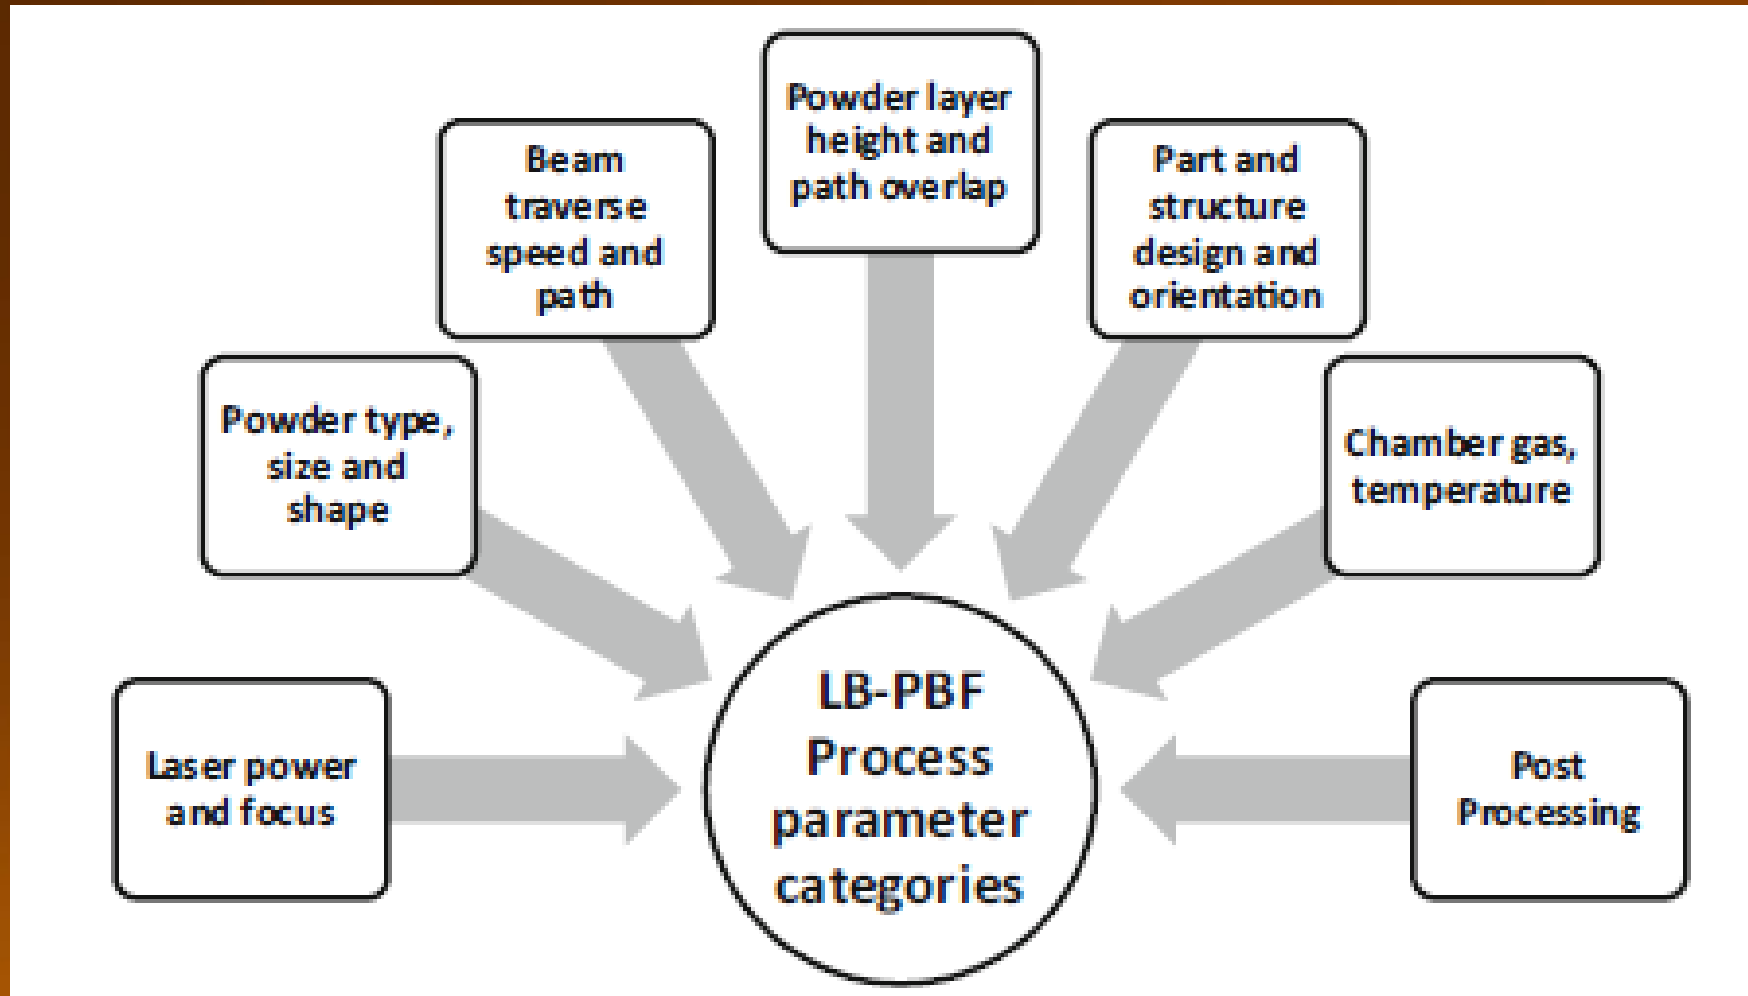 Powder layer
height and
path overlap
Beam
traverse
speed and
path
Part and
structure
design and
orientation
Powder type,
size and
shape
Chamber gas,
temperature
Laser power
and focus
LB-PBF
Process
parameter
categories
Post
Processing